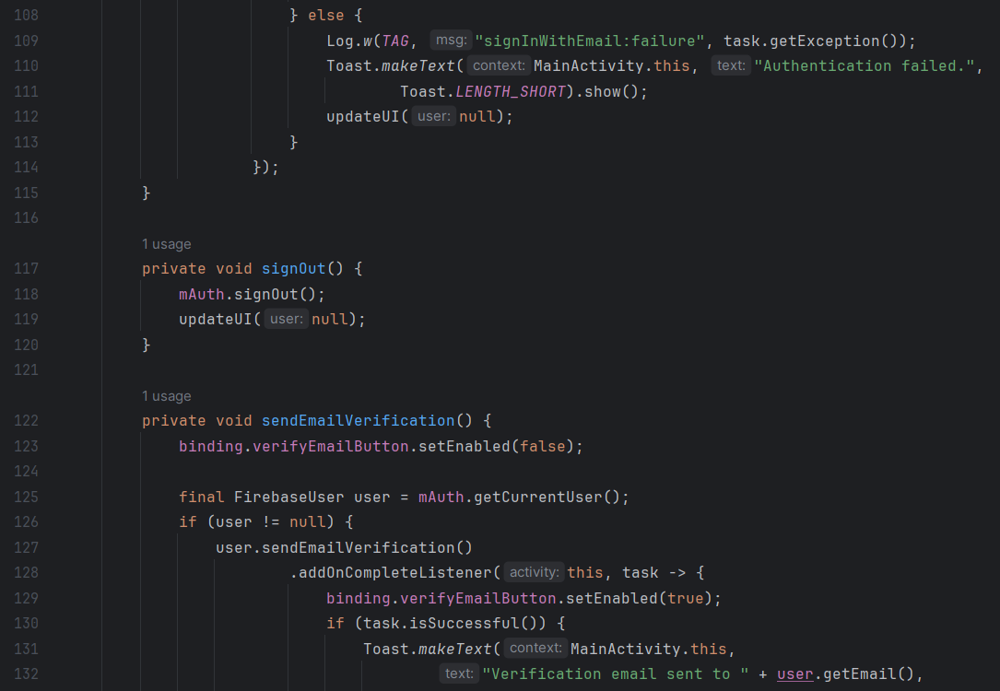 108 } else {
109 Log.w(TAG, msg: "signInWithEmail:failure", task.getException());
110 Toast.makeText( context: MainActivity.this, text: "Authentication failed.",
111 Toast.LENGTH_SHORT).show();
112 updateUI( user: null);
113 }
114 });
115 }
116
1 usage
117 private void signOut() {
118 mAuth.signOut();
119 updateUI( user: null);
120 }
121
1 usage
122 private void sendEmailVerification() {
123 binding.verifyEmailButton.setEnabled(false);
124
125 final FirebaseUser user = mAuth.getCurrentUser();
126 if (user != null) {
127 user.sendEmailVerification()
128 .addOnCompleteListener( activity: this, task -> {
129 binding.verifyEmailButton.setEnabled(true);
130 if (task.isSuccessful()) {
131 Toast.makeText( context: MainActivity.this,
132 text: "Verification email sent to " + user.getEmail(),